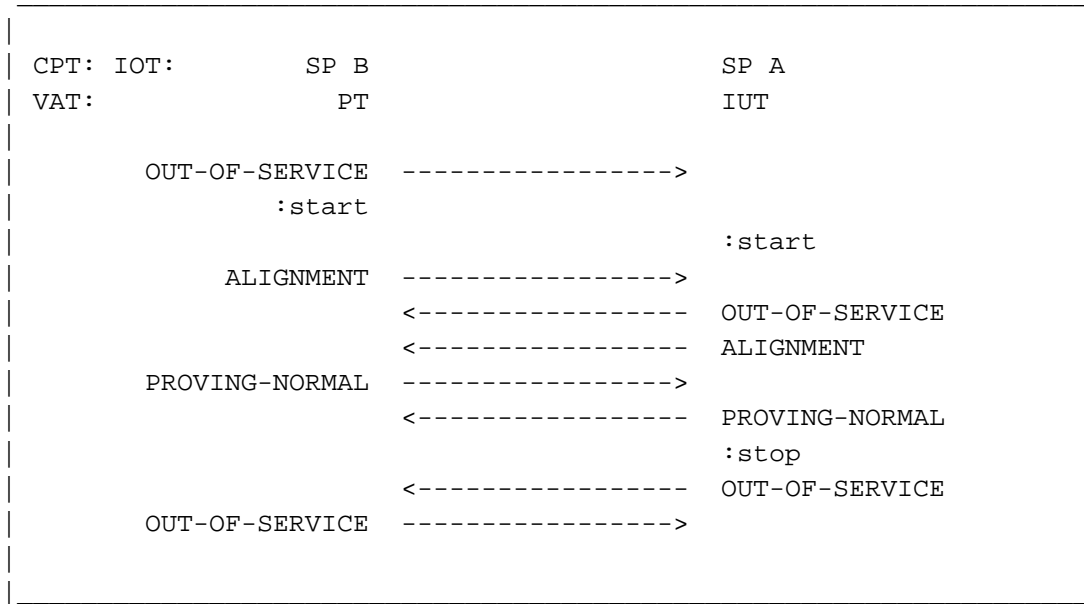 CPT: IOT: SP B SP A
VAT: PT IUT
OUT-OF-SERVICE ----------------->
:start
:start
ALIGNMENT ----------------->
<----------------- OUT-OF-SERVICE
<----------------- ALIGNMENT
PROVING-NORMAL ----------------->
<----------------- PROVING-NORMAL
:stop
<----------------- OUT-OF-SERVICE
OUT-OF-SERVICE ----------------->